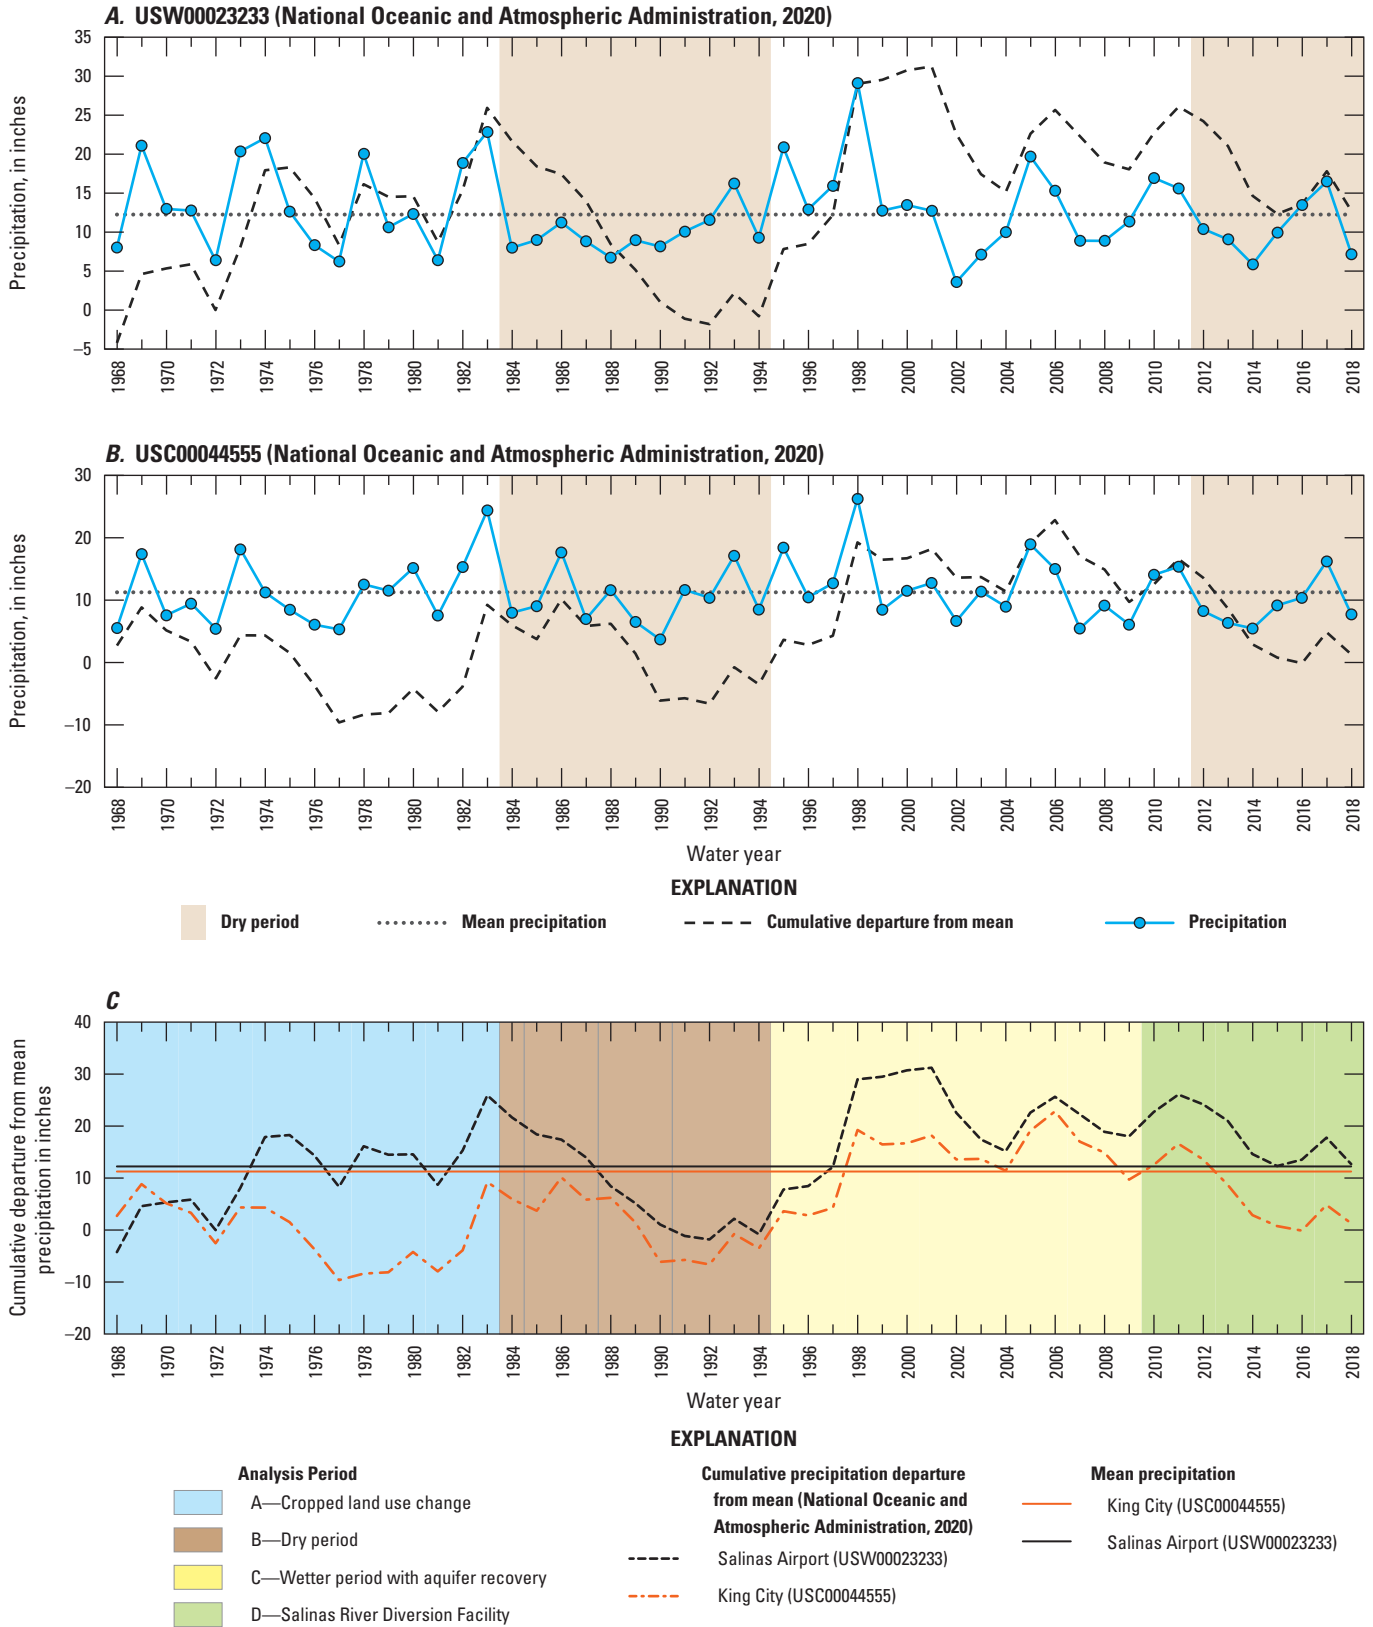 A. USW00023233 (National Oceanic and Atmospheric Administration, 2020)
Precipitation, in inches
35
30
25
20
15
10
5
0
–5
1968 1970 1972 1974 1976 1978 1980 1982 1984 1986 1988 1990 1992 1994 1996 1998 2000 2002 2004 2006 2008 2010 2012 2014 2016 2018
B. USC00044555 (National Oceanic and Atmospheric Administration, 2020)
Precipitation, in inches
30
20
10
0
–10
–20
1968 1970 1972 1974 1976 1978 1980 1982 1984 1986 1988 1990 1992 1994 1996 1998 2000 2002 2004 2006 2008 2010 2012 2014 2016 2018
Water year
EXPLANATION
Dry period Mean precipitation Cumulative departure from mean Precipitation
C
Cumulative departure from mean
precipitation in inches
40
30
20
10
0
–10
–20
1968 1970 1972 1974 1976 1978 1980 1982 1984 1986 1988 1990 1992 1994 1996 1998 2000 2002 2004 2006 2008 2010 2012 2014 2016 2018
Water year
EXPLANATION
Analysis Period
A—Cropped land use change
B—Dry period
C—Wetter period with aquifer recovery
D—Salinas River Diversion Facility
Cumulative precipitation departure
from mean (National Oceanic and
Atmospheric Administration, 2020)
Salinas Airport (USW00023233)
King City (USC00044555)
Mean precipitation
King City (USC00044555)
Salinas Airport (USW00023233)